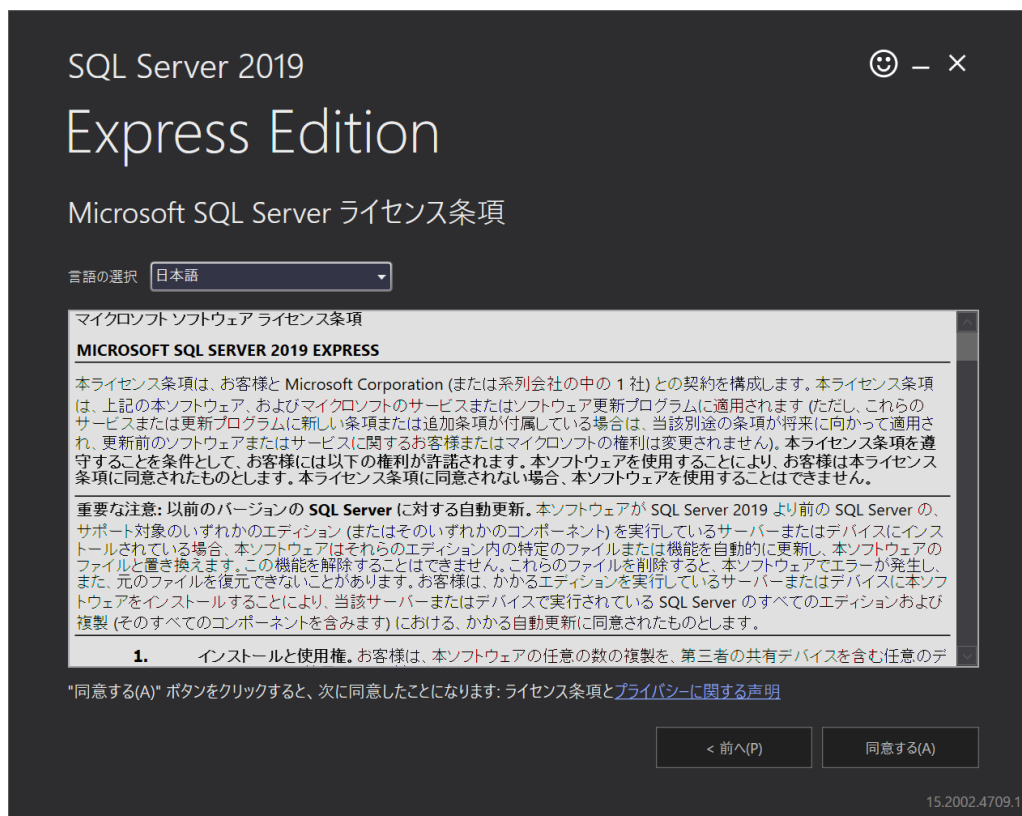 SQL Server 2019
Express Edition
Microsoft SQL Server ライセンス条項
言語の選択 日本語
マイクロソフト ソフトウェア ライセンス条項
MICROSOFT SQL SERVER 2019 EXPRESS
本ライセンス条項は、お客様と Microsoft Corporation (または系列会社の中の 1 社) との契約を構成します。本ライセンス条項
は、上記の本ソフトウェア、およびマイクロソフトのサービスまたはソフトウェア更新プログラムに適用されます (ただし、これらの
サービスまたは更新プログラムに新しい条項または追加条項が付属している場合は、当該別途の条項が将来に向かって適用さ
れ、更新前のソフトウェアまたはサービスに関するお客様またはマイクロソフトの権利は変更されません)。本ライセンス条項を遵
守することを条件として、お客様には以下の権利が許諾されます。本ソフトウェアを使用することにより、お客様は本ライセンス
条項に同意されたものとします。本ライセンス条項に同意されない場合、本ソフトウェアを使用することはできません。
重要な注意: 以前のバージョンの SQL Server に対する自動更新。本ソフトウェアが SQL Server 2019 より前の SQL Server の、
サポート対象のいずれかのエディション (またはそのいずれかのコンポーネント) を実行しているサーバーまたはデバイスにインス
トールされている場合、本ソフトウェアはそれらのエディション内の特定のファイルまたは機能を自動的に更新し、本ソフトウェアの
ファイルと置き換えます。この機能を解除することはできません。これらのファイルを削除すると、本ソフトウェアでエラーが発生し、
また、元のファイルを復元できないことがあります。お客様は、かかるエディションを実行しているサーバーまたはデバイスに本ソフ
トウェアをインストールすることにより、当該サーバーまたはデバイスで実行されている SQL Server のすべてのエディションおよび
複製 (そのすべてのコンポーネントを含みます) における、かかる自動更新に同意されたものとします。
1. インストールと使用権。お客様は、本ソフトウェアの任意の数の複製を、第三者の共有デバイスを含む任意のデ
"同意する(A)" ボタンをクリックすると、次に同意したことになります: ライセンス条項とプライバシーに関する声明
< 前へ(P)
同意する(A)
15.2002.4709.1